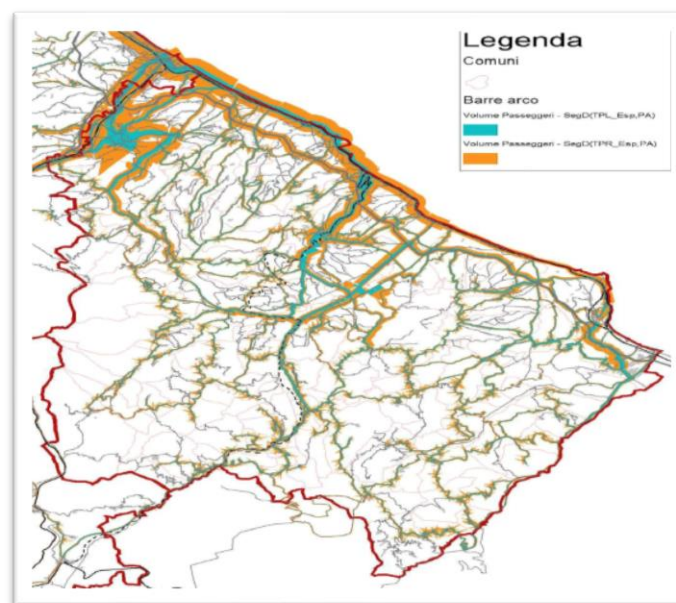 Legenda
Comuni
Barre arco
Volume Passeggeri - SegD(TPL_Esp,PA)
Volume Passeggeri - SegD(TPR_Esp,PA)